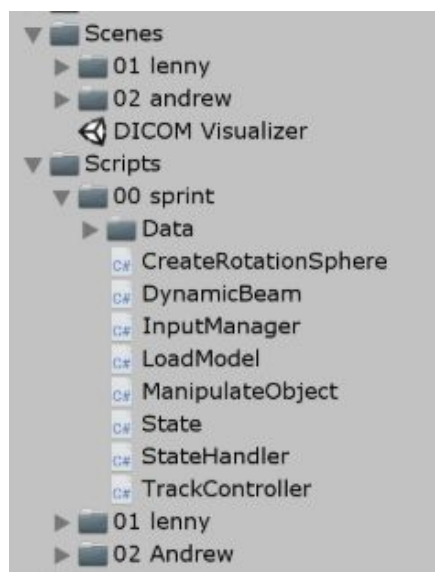 Scenes
01 lenny
02 andrew
DICOM Visualizer
Scripts
00 sprint
Data
C# CreateRotationSphere
C# DynamicBeam
C# InputManager
C# LoadModel
C# ManipulateObject
C# State
C# StateHandler
C# TrackController
01 lenny
02 Andrew